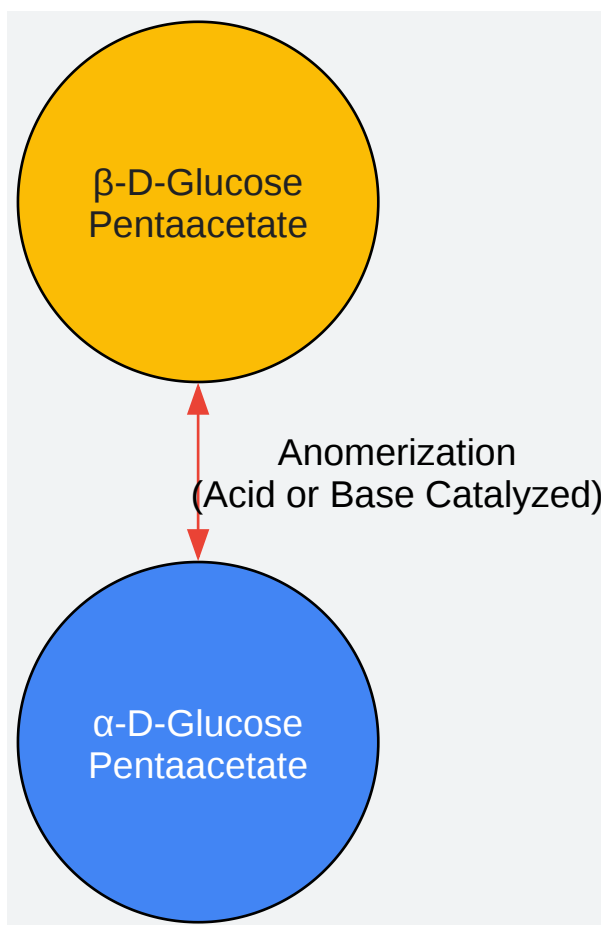 β-D-Glucose
Pentaacetate
Anomerization
(Acid or Base Catalyzed)
α-D-Glucose
Pentaacetate